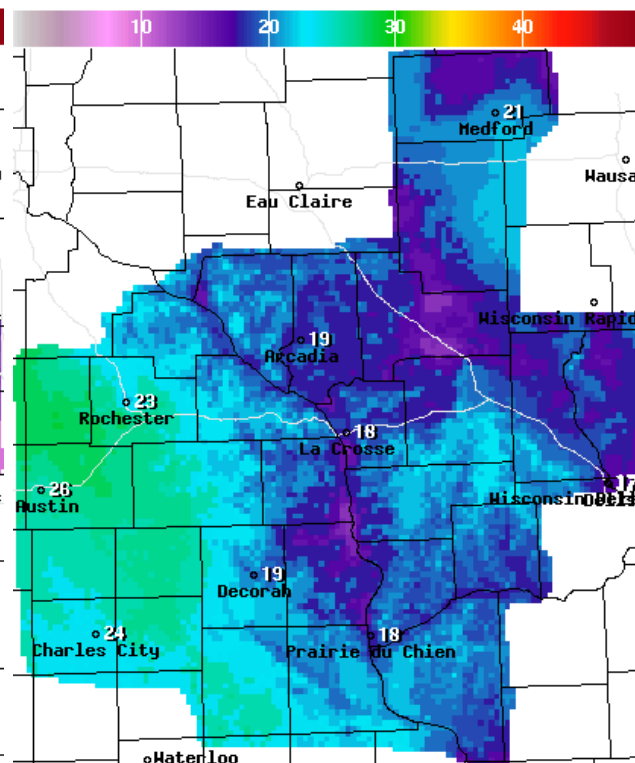 10 20 30 40
21
Medford
Wausa
Eau Claire
Wisconsin Rapid
19
Arcadia
23
Rochester
18
La Crosse
17
26
Austin
Wisconsin Dells
19
Decorah
24
Charles City
18
Prairie du Chien
Waterloo